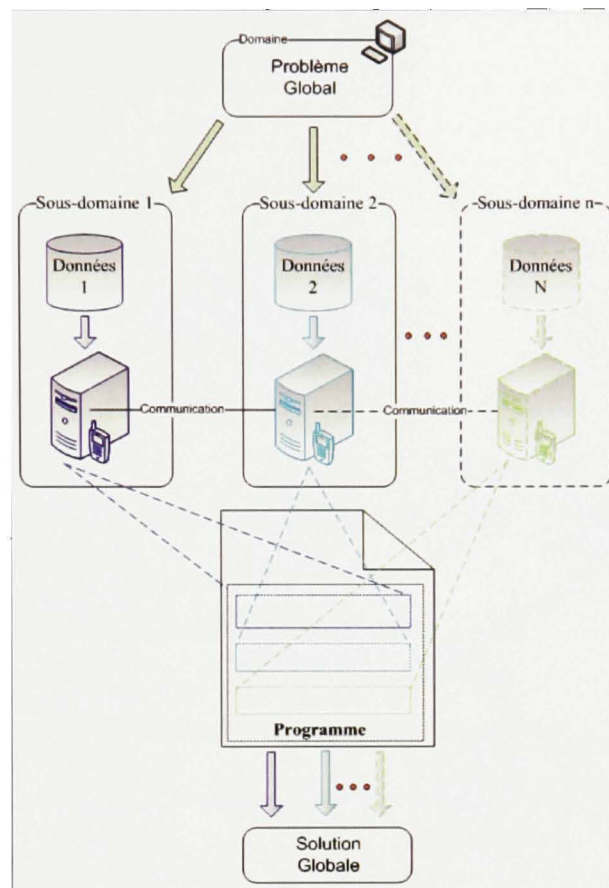 Domaine
Problème
Global
Sous-domaine 1
Sous-domaine 2
Sous-domaine n
Données
1
Données
2
Données
N
Communication
Communication
Programme
Solution
Globale